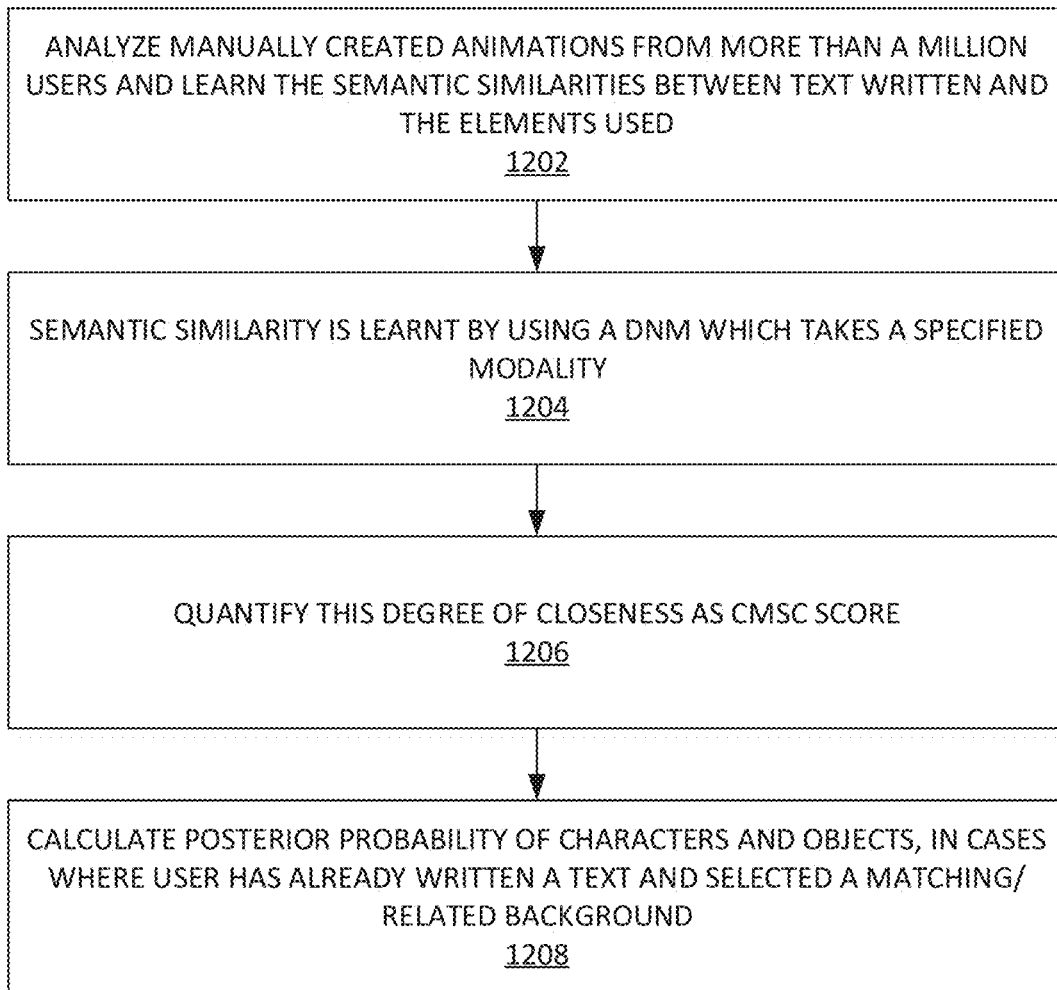 ANALYZE MANUALLY CREATED ANIMATIONS FROM MORE THAN A MILLION
USERS AND LEARN THE SEMANTIC SIMILARITIES BETWEEN TEXT WRITTEN AND
THE ELEMENTS USED
1202
SEMANTIC SIMILARITY IS LEARNT BY USING A DNM WHICH TAKES A SPECIFIED
MODALITY
1204
QUANTIFY THIS DEGREE OF CLOSENESS AS CMSC SCORE
1206
CALCULATE POSTERIOR PROBABILITY OF CHARACTERS AND OBJECTS, IN CASES
WHERE USER HAS ALREADY WRITTEN A TEXT AND SELECTED A MATCHING/
RELATED BACKGROUND
1208